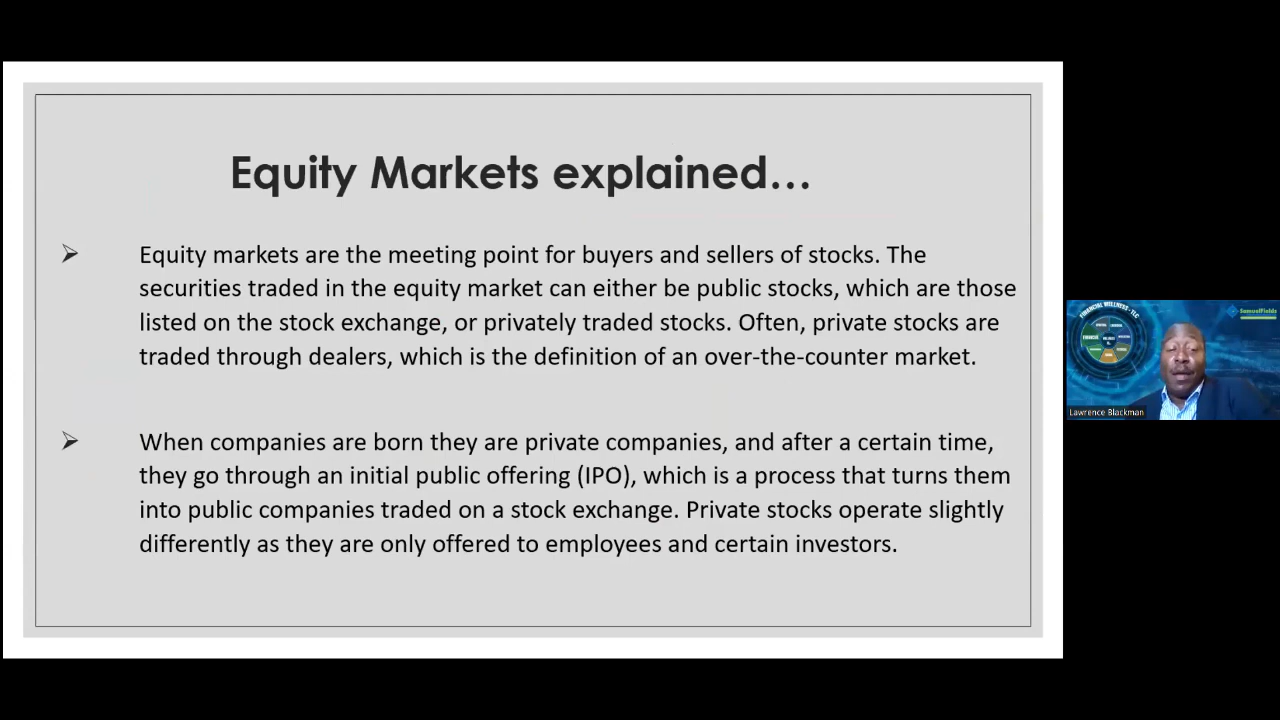 Equity Markets explained...
➢ Equity markets are the meeting point for buyers and sellers of stocks. The
securities traded in the equity market can either be public stocks, which are those
listed on the stock exchange, or privately traded stocks. Often, private stocks are
traded through dealers, which is the definition of an over-the-counter market.
➢ When companies are born they are private companies, and after a certain time,
they go through an initial public offering (IPO), which is a process that turns them
into public companies traded on a stock exchange. Private stocks operate slightly
differently as they are only offered to employees and certain investors.
FINANCIAL WELLNESS - TLC
SamuelFields
Lawrence Blackman